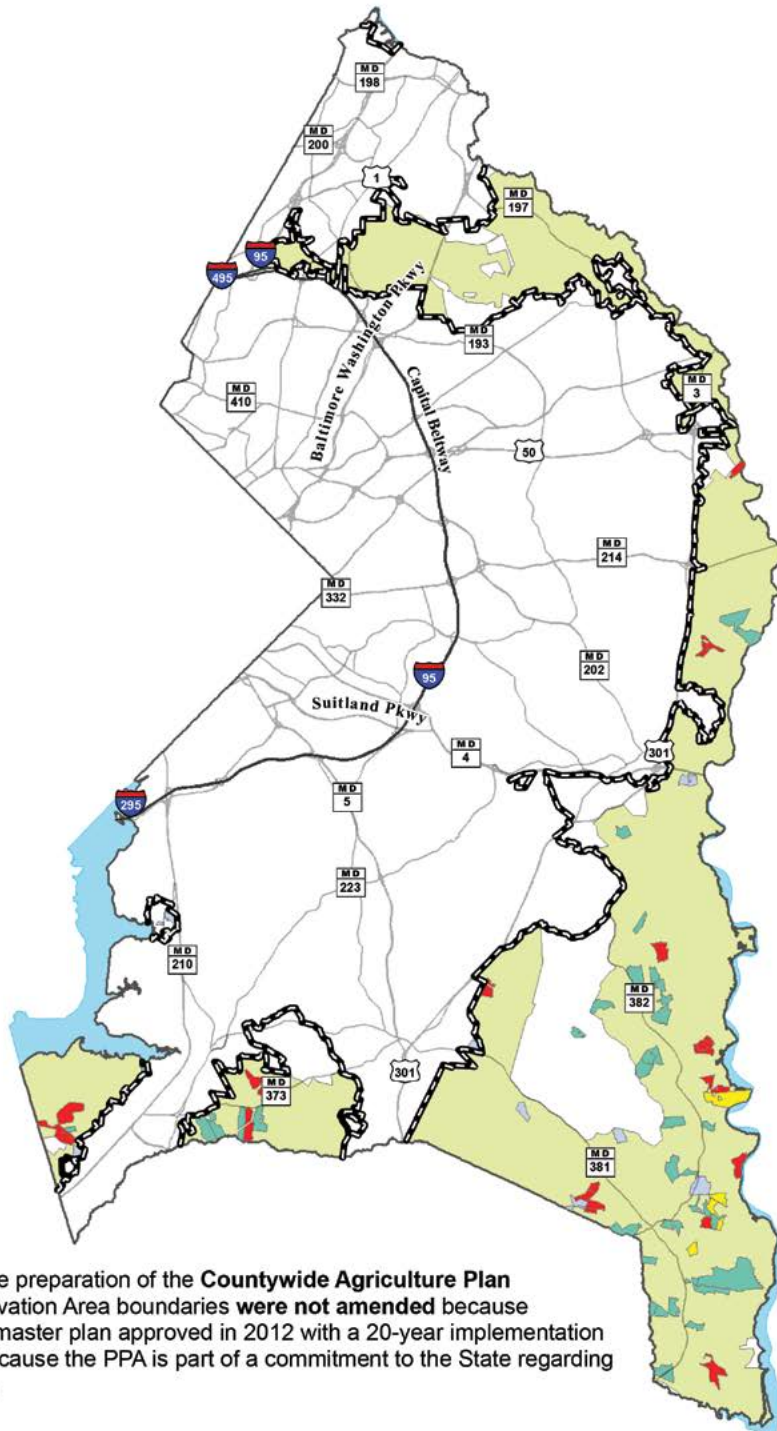 MD
198
MD
200
1
MD
197
95
495
MD
193
Baltimore Washington Pkwy
MD
3
MD
410
Capital Beltway
50
MD
214
MD
332
MD
202
95
Suitland Pkwy
MD
4
301
295
MD
5
MD
223
MD
210
MD
382
301
MD
373
MD
381
e preparation of the Countywide Agriculture Plan
vation Area boundaries were not amended because
master plan approved in 2012 with a 20-year implementation
cause the PPA is part of a commitment to the State regarding